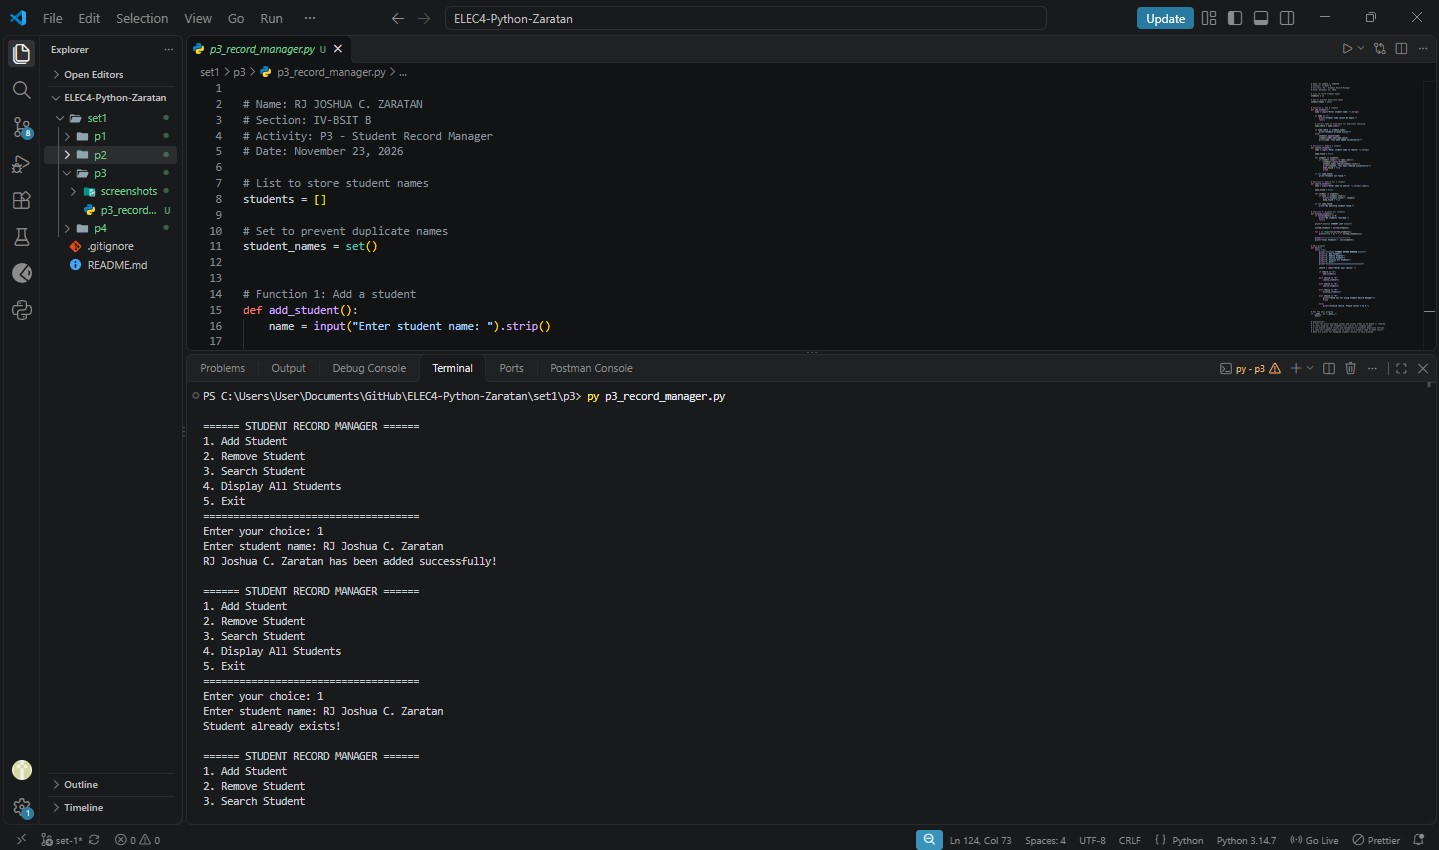 File Edit Selection View Go Run ··· ELEC4-Python-Zaratan Update
Explorer ···
Open Editors
ELEC4-Python-Zaratan
set1
p1
p2
p3
screenshots
p3_record... U
p4
.gitignore
README.md
Outline
Timeline
8
1
p3_record_manager.py U
set1 > p3 > p3_record_manager.py > ...
1
2 # Name: RJ JOSHUA C. ZARATAN
3 # Section: IV-BSIT B
4 # Activity: P3 - Student Record Manager
5 # Date: November 23, 2026
6
7 # List to store student names
8 students = []
9
10 # Set to prevent duplicate names
11 student_names = set()
12
13
14 # Function 1: Add a student
15 def add_student():
16 name = input("Enter student name: ").strip()
17
Problems Output Debug Console Terminal Ports Postman Console py - p3
PS C:\Users\User\Documents\GitHub\ELEC4-Python-Zaratan\set1\p3> py p3_record_manager.py
====== STUDENT RECORD MANAGER ======
1. Add Student
2. Remove Student
3. Search Student
4. Display All Students
5. Exit
====================================
Enter your choice: 1
Enter student name: RJ Joshua C. Zaratan
RJ Joshua C. Zaratan has been added successfully!
====== STUDENT RECORD MANAGER ======
1. Add Student
2. Remove Student
3. Search Student
4. Display All Students
5. Exit
====================================
Enter your choice: 1
Enter student name: RJ Joshua C. Zaratan
Student already exists!
====== STUDENT RECORD MANAGER ======
1. Add Student
2. Remove Student
3. Search Student
set-1* 0 0 Ln 124, Col 73 Spaces: 4 UTF-8 CRLF { } Python Python 3.14.7 Go Live Prettier